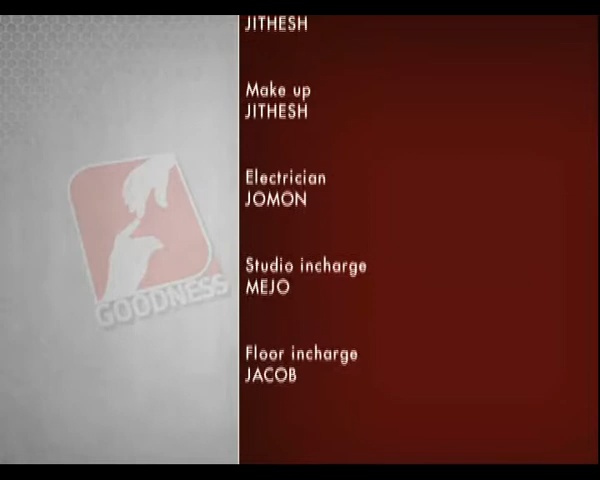 JITHESH
Make up
JITHESH
Electrician
JOMON
Studio incharge
MEJO
Floor incharge
JACOB
GOODNESS